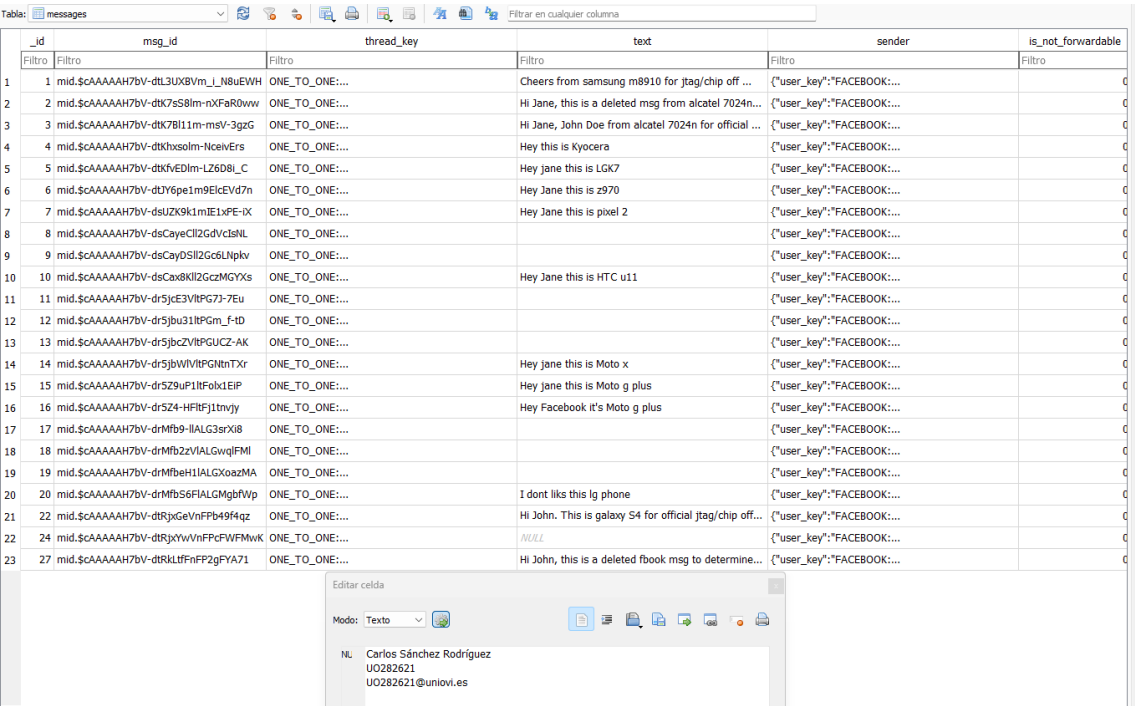 Tabla: messages Filtrar en cualquier columna
_id msg_id thread_key text sender is_not_forwardable
Filtro Filtro Filtro Filtro Filtro Filtro
1 1 mid.$cAAAAAH7bV-dtL3UXBVm_i_N8uEWH ONE_TO_ONE:... Cheers from samsung m8910 for jtag/chip off ... {"user_key":"FACEBOOK:... 0
2 2 mid.$cAAAAAH7bV-dtK7sS8lm-nXFaR0ww ONE_TO_ONE:... Hi Jane, this is a deleted msg from alcatel 7024n... {"user_key":"FACEBOOK:... 0
3 3 mid.$cAAAAAH7bV-dtK7Bl11m-msV-3gzG ONE_TO_ONE:... Hi Jane, John Doe from alcatel 7024n for official ... {"user_key":"FACEBOOK:... 0
4 4 mid.$cAAAAAH7bV-dtKhxsolm-NceivErs ONE_TO_ONE:... Hey this is Kyocera {"user_key":"FACEBOOK:... 0
5 5 mid.$cAAAAAH7bV-dtKfvEDlm-LZ6D8i_C ONE_TO_ONE:... Hey jane this is LGK7 {"user_key":"FACEBOOK:... 0
6 6 mid.$cAAAAAH7bV-dtJY6pe1m9ElcEVd7n ONE_TO_ONE:... Hey Jane this is z970 {"user_key":"FACEBOOK:... 0
7 7 mid.$cAAAAAH7bV-dsUZK9k1mIE1xPE-iX ONE_TO_ONE:... Hey Jane this is pixel 2 {"user_key":"FACEBOOK:... 0
8 8 mid.$cAAAAAH7bV-dsCayeCll2GdVcIsNL ONE_TO_ONE:... {"user_key":"FACEBOOK:... 0
9 9 mid.$cAAAAAH7bV-dsCayDSll2Gc6LNpkv ONE_TO_ONE:... {"user_key":"FACEBOOK:... 0
10 10 mid.$cAAAAAH7bV-dsCax8Kll2GczMGYXs ONE_TO_ONE:... Hey Jane this is HTC u11 {"user_key":"FACEBOOK:... 0
11 11 mid.$cAAAAAH7bV-dr5jcE3VltPG7J-7Eu ONE_TO_ONE:... {"user_key":"FACEBOOK:... 0
12 12 mid.$cAAAAAH7bV-dr5jbu31ltPGm_f-tD ONE_TO_ONE:... {"user_key":"FACEBOOK:... 0
13 13 mid.$cAAAAAH7bV-dr5jbcZVltPGUCZ-AK ONE_TO_ONE:... {"user_key":"FACEBOOK:... 0
14 14 mid.$cAAAAAH7bV-dr5jbWlVltPGNtnTXr ONE_TO_ONE:... Hey jane this is Moto x {"user_key":"FACEBOOK:... 0
15 15 mid.$cAAAAAH7bV-dr5Z9uP1ltFolx1EiP ONE_TO_ONE:... Hey jane this is Moto g plus {"user_key":"FACEBOOK:... 0
16 16 mid.$cAAAAAH7bV-dr5Z4-HFltFj1tnvjy ONE_TO_ONE:... Hey Facebook it's Moto g plus {"user_key":"FACEBOOK:... 0
17 17 mid.$cAAAAAH7bV-drMfb9-llALG3srXi8 ONE_TO_ONE:... {"user_key":"FACEBOOK:... 0
18 18 mid.$cAAAAAH7bV-drMfb2zVlALGwqlFMl ONE_TO_ONE:... {"user_key":"FACEBOOK:... 0
19 19 mid.$cAAAAAH7bV-drMfbeH1lALGXoazMA ONE_TO_ONE:... {"user_key":"FACEBOOK:... 0
20 20 mid.$cAAAAAH7bV-drMfbS6FlALGMgbfWp ONE_TO_ONE:... I dont liks this lg phone {"user_key":"FACEBOOK:... 0
21 22 mid.$cAAAAAH7bV-dtRjxGeVnFPb49f4qz ONE_TO_ONE:... Hi John. This is galaxy S4 for official jtag/chip off... {"user_key":"FACEBOOK:... 0
22 24 mid.$cAAAAAH7bV-dtRjxYwVnFPcFWFMwK ONE_TO_ONE:... NULL {"user_key":"FACEBOOK:... 0
23 27 mid.$cAAAAAH7bV-dtRkLtfFnFP2gFYA71 ONE_TO_ONE:... Hi John, this is a deleted fbook msg to determine... {"user_key":"FACEBOOK:... 0
Editar celda
Modo: Texto
NU Carlos Sánchez Rodríguez
UO282621
UO282621@uniovi.es